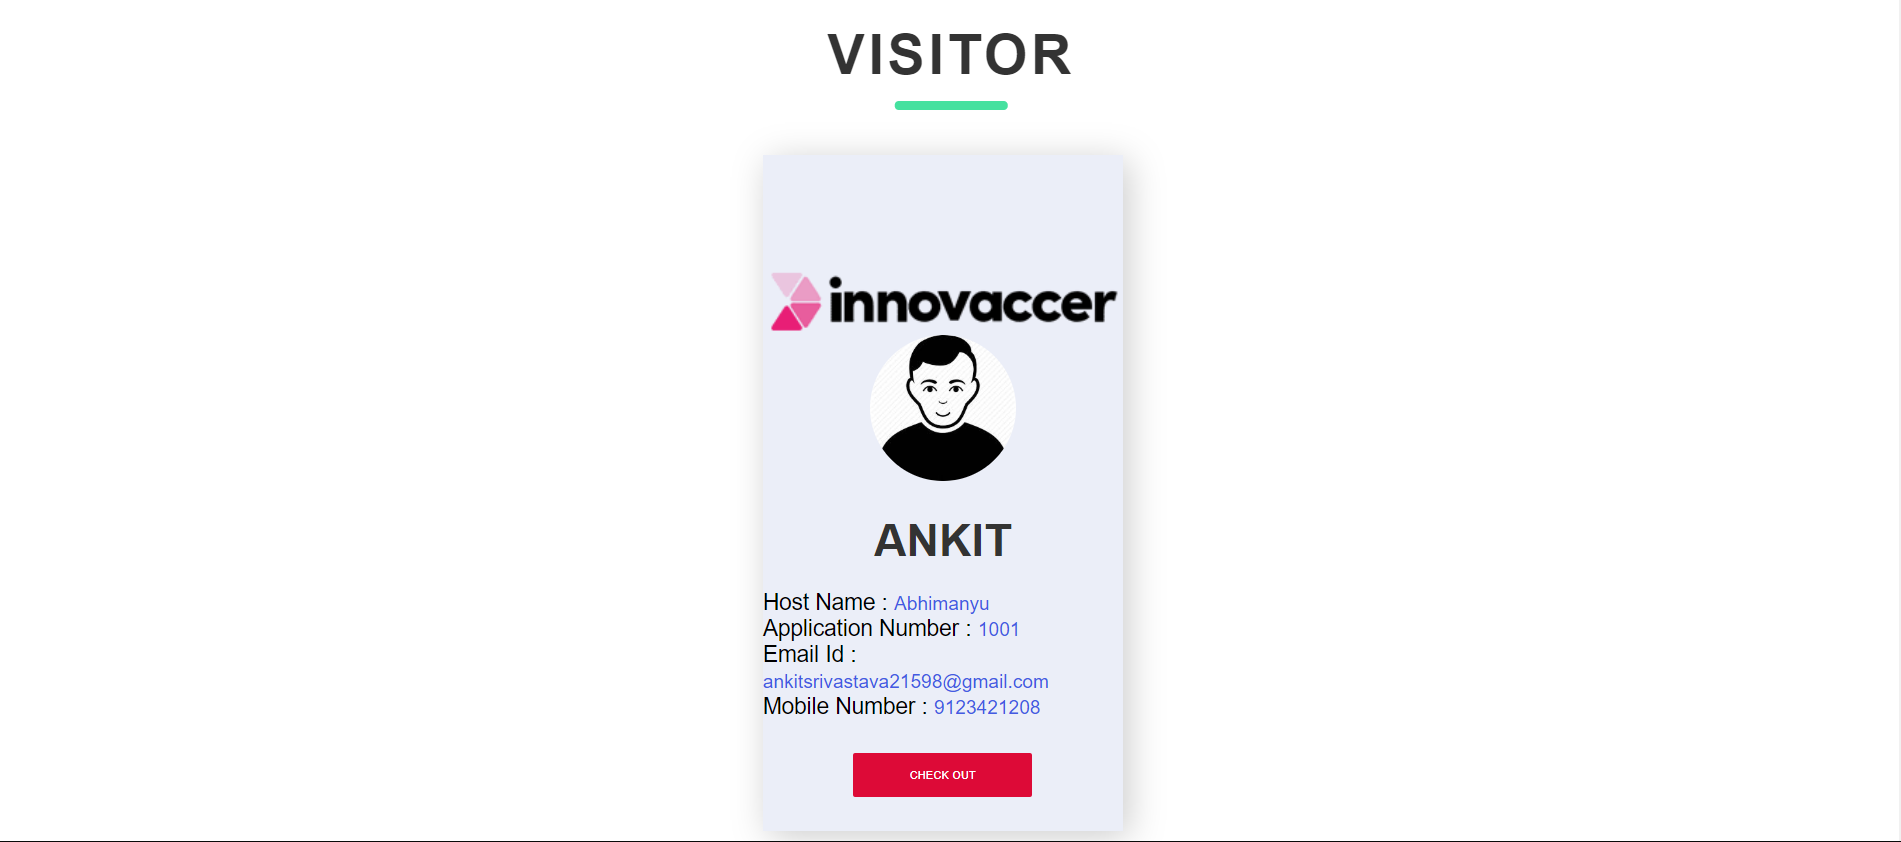 VISITOR
innovaccer
ANKIT
Host Name : Abhimanyu
Application Number : 1001
Email Id :
ankitsrivastava21598@gmail.com
Mobile Number : 9123421208
CHECK OUT